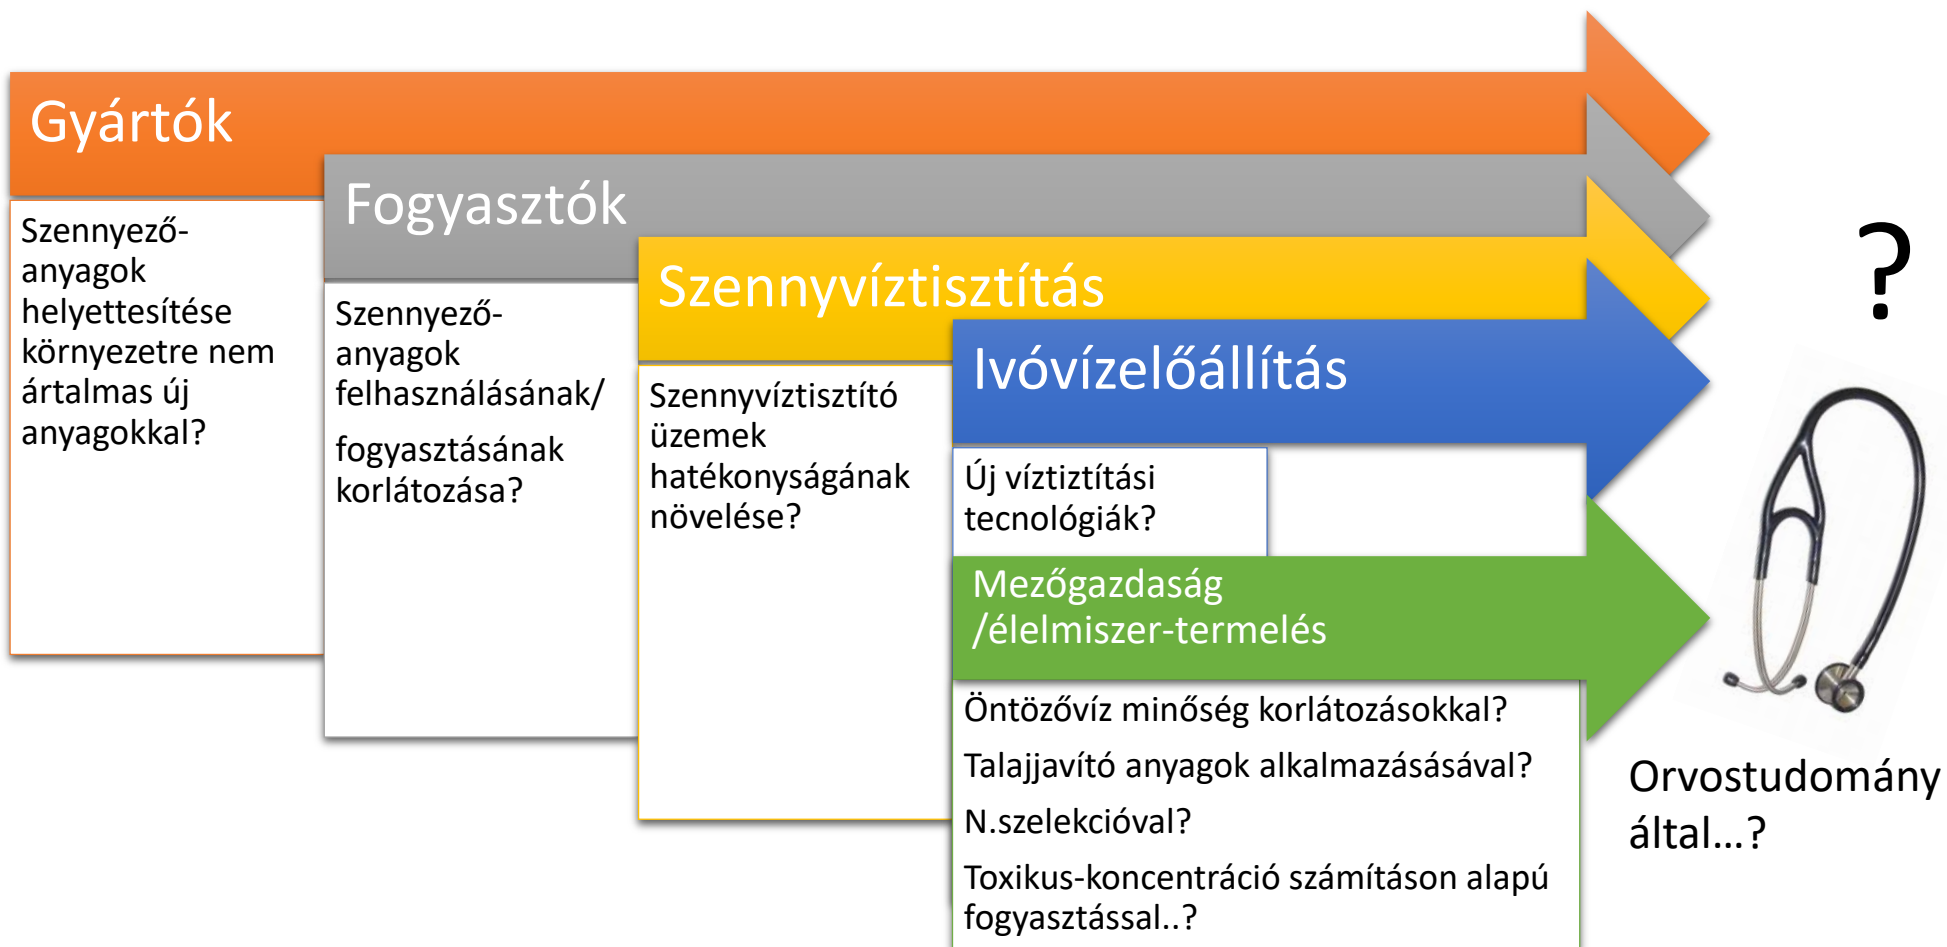 Gyártók
Szennyező-
anyagok
helyettesítése
környezetre nem
ártalmas új
anyagokkal?
Fogyasztók
Szennyező-
anyagok
felhasználásának/
fogyasztásának
korlátozása?
Szennyvíztisztítás
Szennyvíztisztító
üzemek
hatékonyságának
növelése?
Ivóvízelőállítás
Új víztiztítási
tecnológiák?
Mezőgazdaság
/élelmiszer-termelés
Öntözővíz minőség korlátozásokkal?
Talajjavító anyagok alkalmazásásával?
N.szelekcióval?
Toxikus-koncentráció számításon alapú
fogyasztással..?
?
Orvostudomány
által...?